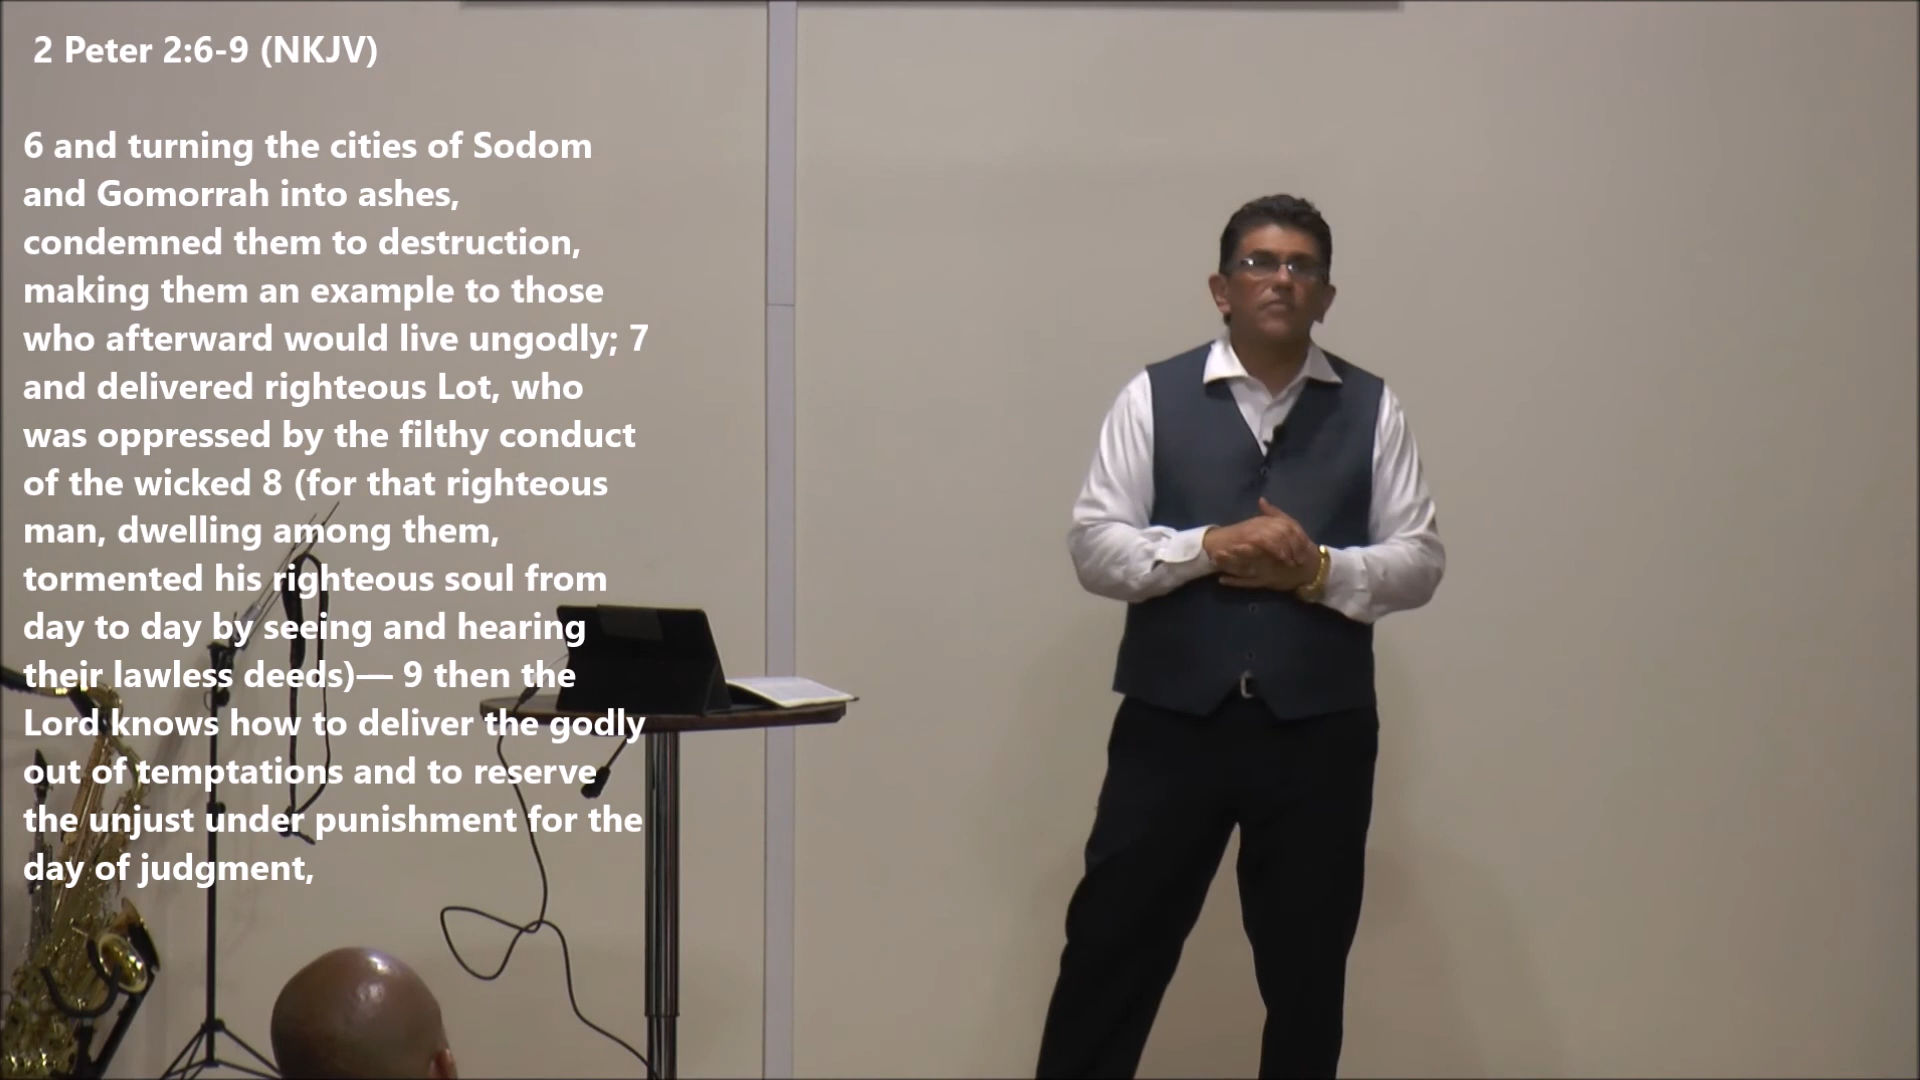 2 Peter 2:6-9 (NKJV)
6 and turning the cities of Sodom
and Gomorrah into ashes,
condemned them to destruction,
making them an example to those
who afterward would live ungodly; 7
and delivered righteous Lot, who
was oppressed by the filthy conduct
of the wicked 8 (for that righteous
man, dwelling among them,
tormented his righteous soul from
day to day by seeing and hearing
their lawless deeds)— 9 then the
Lord knows how to deliver the godly
out of temptations and to reserve
the unjust under punishment for the
day of judgment,